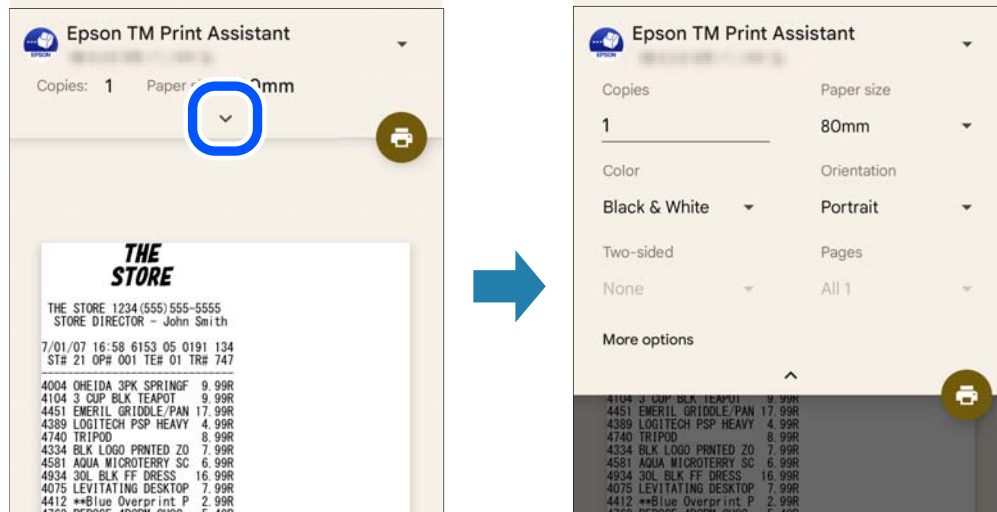 EPSON
Epson TM Print Assistant
Copies: 1 Paper mm
THE
STORE
THE STORE 1234(555)555-5555
STORE DIRECTOR - John Smith
7/01/07 16:58 6153 05 0191 134
ST# 21 OP# 001 TE# 01 TR# 747
4004 OHEIDA 3PK SPRINGF 9.99R
4104 3 CUP BLK TEAPOT 9.99R
4451 EMERIL GRIDDLE/PAN 17.99R
4389 LOGITECH PSP HEAVY 4.99R
4740 TRIPOD 8.99R
4334 BLK LOGO PRNTED ZO 7.99R
4581 AQUA MICROTERRY SC 6.99R
4934 30L BLK FF DRESS 16.99R
4075 LEVITATING DESKTOP 7.99R
4412 **Blue Overprint P 2.99R
EPSON
Epson TM Print Assistant
Copies Paper size
1 80mm
Color Orientation
Black & White Portrait
Two-sided Pages
None All 1
More options
4104 3 CUP BLK TEAPOT 9.99R
4451 EMERIL GRIDDLE/PAN 17.99R
4389 LOGITECH PSP HEAVY 4.99R
4740 TRIPOD 8.99R
4334 BLK LOGO PRNTED ZO 7.99R
4581 AQUA MICROTERRY SC 6.99R
4934 30L BLK FF DRESS 16.99R
4075 LEVITATING DESKTOP 7.99R
4412 **Blue Overprint P 2.99R